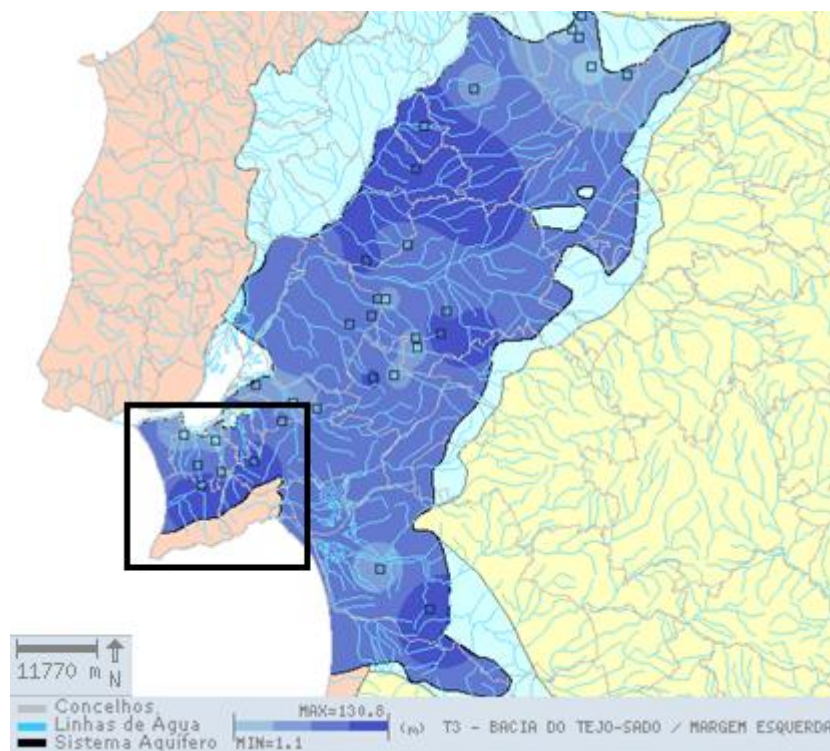 11770 m N
Concelhos
Linhas de Água
Sistema Aquífero
MAX=130.8
(m)
MIN=1.1
T3 - BACIA DO TEJO-SADO / MARGEM ESQUERDA